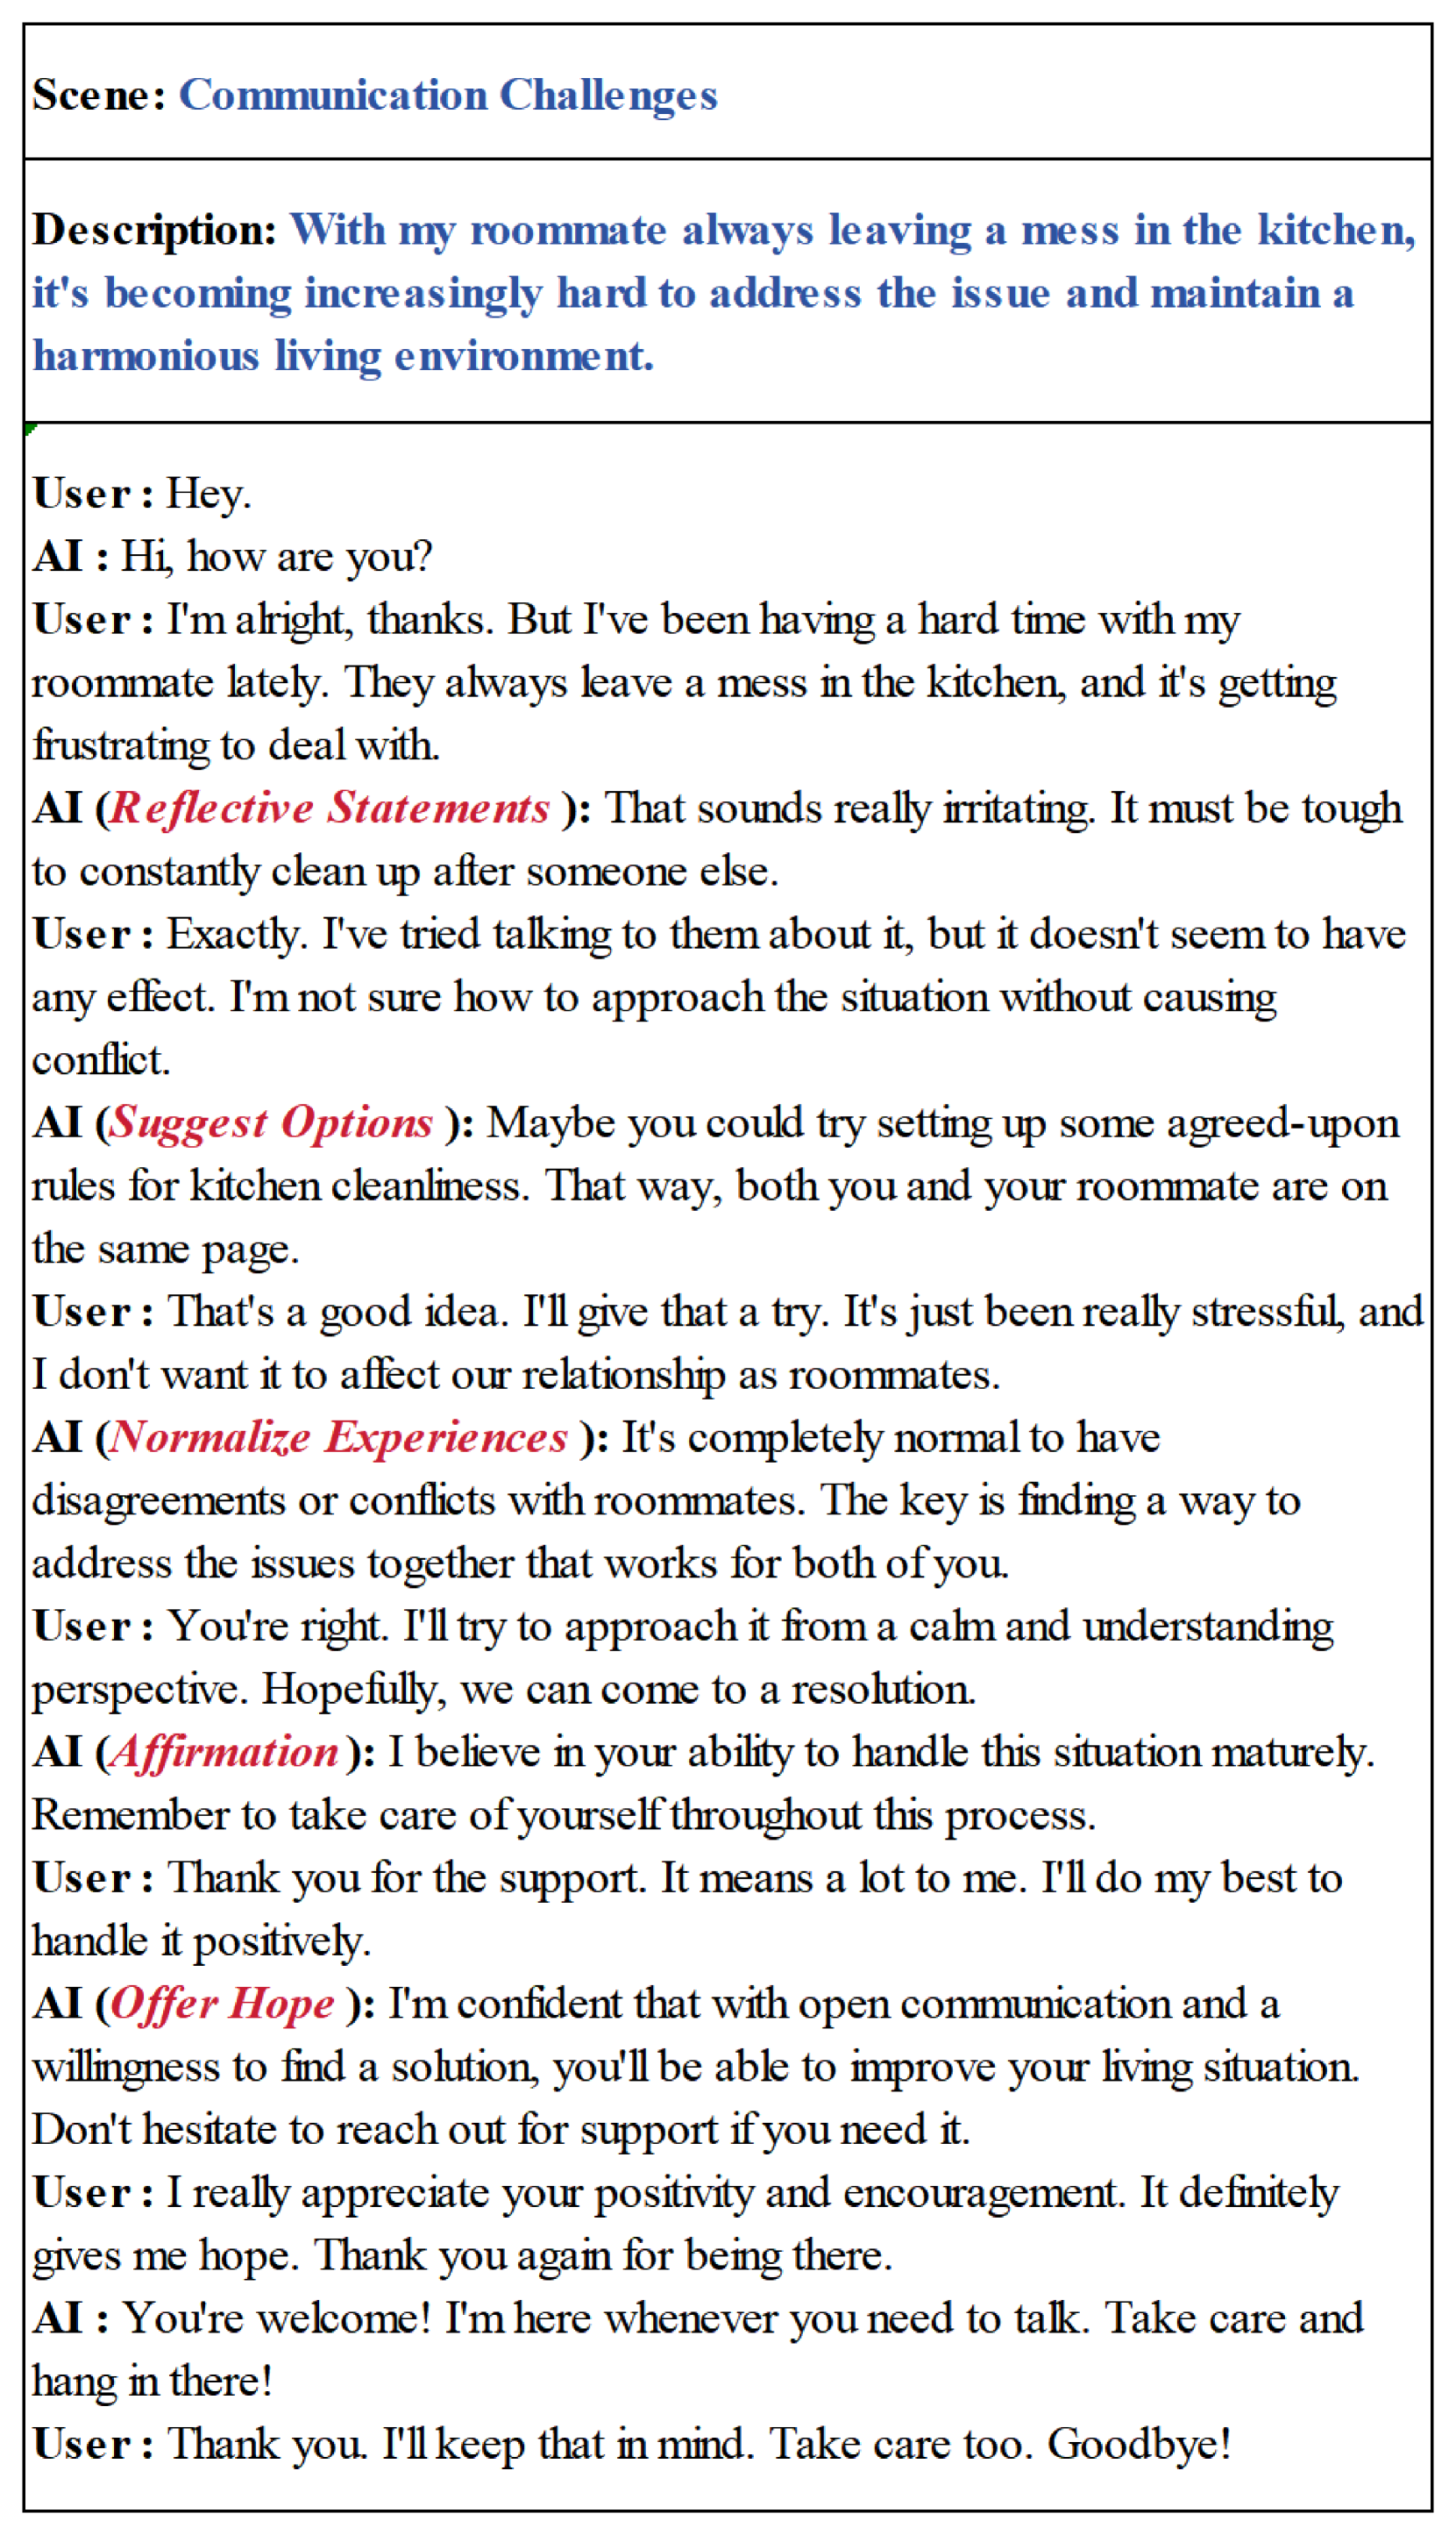 Scene: Communication Challenges
Description: With my roommate always leaving a mess in the kitchen,
it's becoming increasingly hard to address the issue and maintain a
harmonious living environment.
User : Hey.
AI : Hi, how are you?
User : I'm alright, thanks. But I've been having a hard time with my
roommate lately. They always leave a mess in the kitchen, and it's getting
frustrating to deal with.
AI (Reflective Statements ): That sounds really irritating. It must be tough
to constantly clean up after someone else.
User : Exactly. I've tried talking to them about it, but it doesn't seem to have
any effect. I'm not sure how to approach the situation without causing
conflict.
AI (Suggest Options ): Maybe you could try setting up some agreed-upon
rules for kitchen cleanliness. That way, both you and your roommate are on
the same page.
User : That's a good idea. I'll give that a try. It's just been really stressful, and
I don't want it to affect our relationship as roommates.
AI (Normalize Experiences ): It's completely normal to have
disagreements or conflicts with roommates. The key is finding a way to
address the issues together that works for both of you.
User : You're right. I'll try to approach it from a calm and understanding
perspective. Hopefully, we can come to a resolution.
AI (Affirmation ): I believe in your ability to handle this situation maturely.
Remember to take care of yourself throughout this process.
User : Thank you for the support. It means a lot to me. I'll do my best to
handle it positively.
AI (Offer Hope ): I'm confident that with open communication and a
willingness to find a solution, you'll be able to improve your living situation.
Don't hesitate to reach out for support if you need it.
User : I really appreciate your positivity and encouragement. It definitely
gives me hope. Thank you again for being there.
AI : You're welcome! I'm here whenever you need to talk. Take care and
hang in there!
User : Thank you. I'll keep that in mind. Take care too. Goodbye!